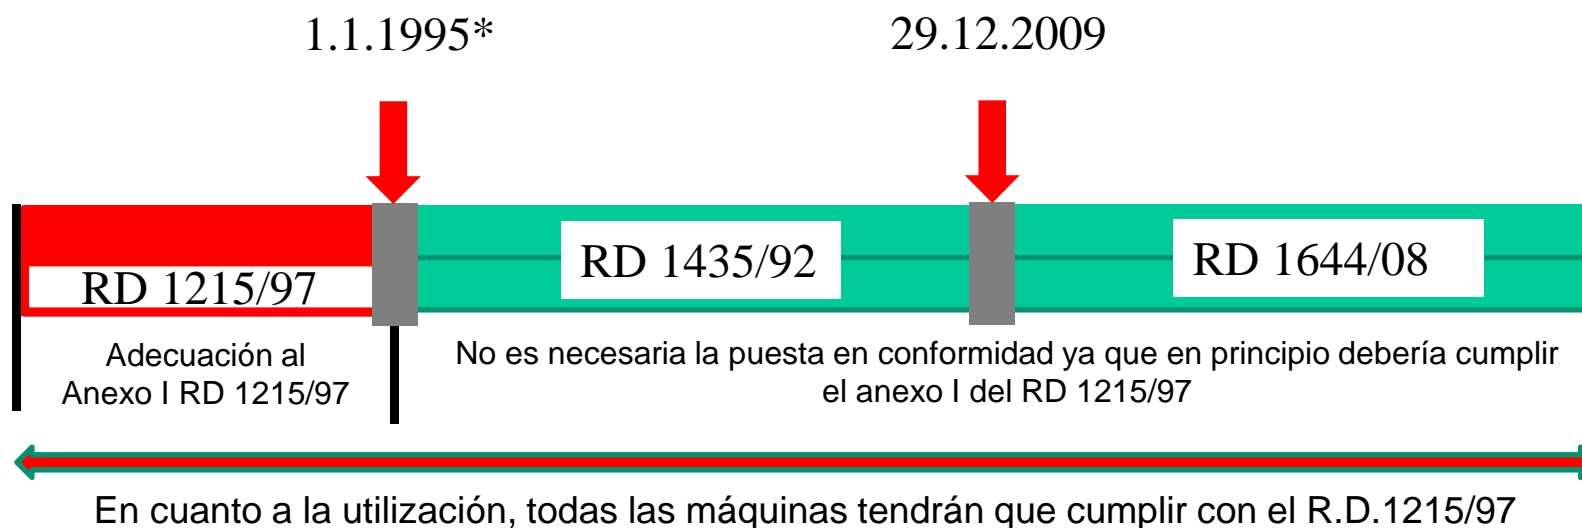 1.1.1995*
29.12.2009
RD 1215/97
RD 1435/92
RD 1644/08
Adecuación al
Anexo I RD 1215/97
No es necesaria la puesta en conformidad ya que en principio debería cumplir
el anexo I del RD 1215/97
En cuanto a la utilización, todas las máquinas tendrán que cumplir con el R.D.1215/97